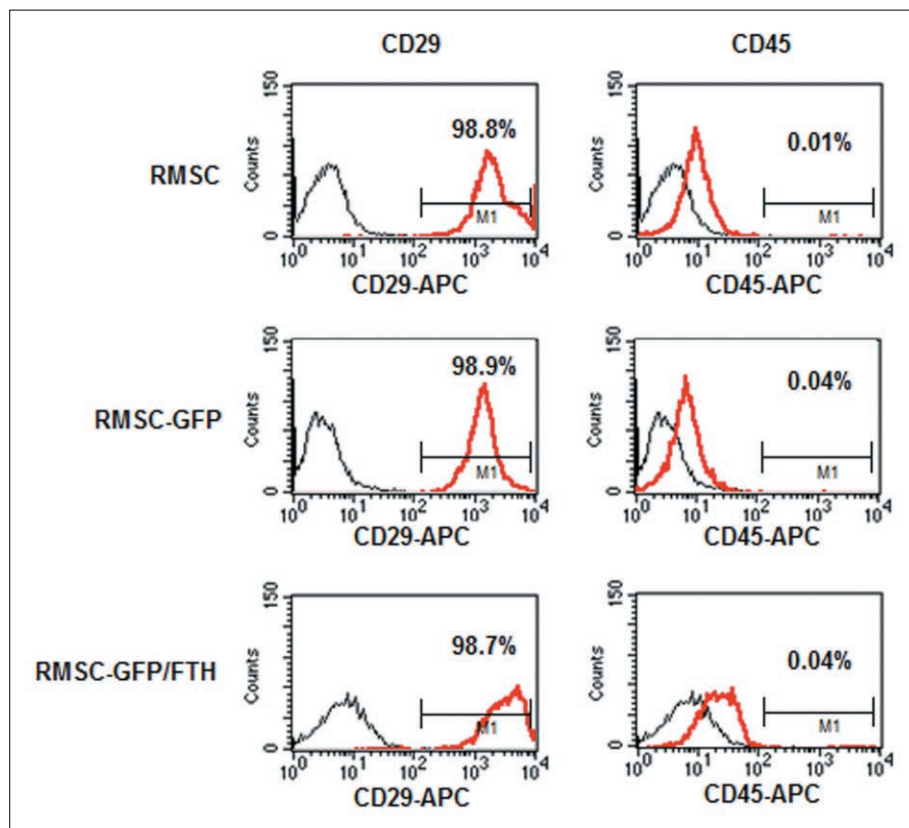 CD29 CD45
RMSC
150
Counts
0
98.8%
M1
10^0 10^1 10^2 10^3 10^4
CD29-APC
150
Counts
0
0.01%
M1
10^0 10^1 10^2 10^3 10^4
CD45-APC
RMSC-GFP
150
Counts
0
98.9%
M1
10^0 10^1 10^2 10^3 10^4
CD29-APC
150
Counts
0
0.04%
M1
10^0 10^1 10^2 10^3 10^4
CD45-APC
RMSC-GFP/FTH
150
Counts
0
98.7%
M1
10^0 10^1 10^2 10^3 10^4
CD29-APC
150
Counts
0
0.04%
M1
10^0 10^1 10^2 10^3 10^4
CD45-APC